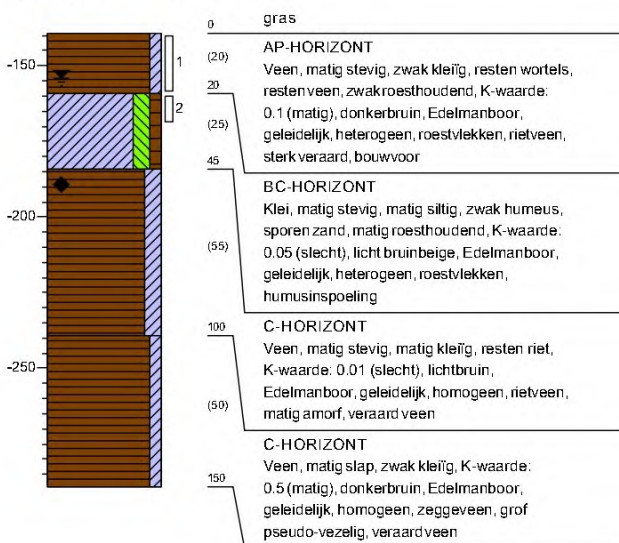 0 gras
AP-HORIZONT
-150 1 (20) Veen, matig stevig, zwak kleiïg, resten wortels,
20 resten veen, zwak roesthoudend, K-waarde:
2 0.1 (matig), donkerbruin, Edelmanboor,
(25) geleidelijk, heterogeen, roestvlekken, rietveen,
45 sterk veraard, bouwvoor
BC-HORIZONT
-200 Klei, matig stevig, matig siltig, zwak humeus,
(55) sporen zand, matig roesthoudend, K-waarde:
0.05 (slecht), licht bruinbeige, Edelmanboor,
geleidelijk, heterogeen, roestvlekken,
humusinspoeling
100 C-HORIZONT
Veen, matig stevig, matig kleiïg, resten riet,
-250 K-waarde: 0.01 (slecht), lichtbruin,
(50) Edelmanboor, geleidelijk, homogeen, rietveen,
matig amorf, veraard veen
C-HORIZONT
150 Veen, matig slap, zwak kleiïg, K-waarde:
0.5 (matig), donkerbruin, Edelmanboor,
geleidelijk, homogeen, zeggeveen, grof
pseudo-vezelig, veraard veen